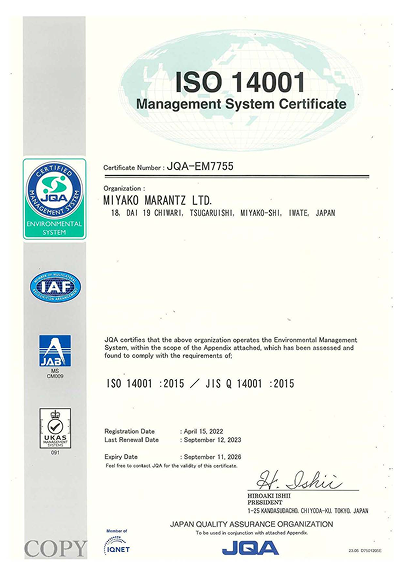 ISO 14001
Management System Certificate
Certificate Number : JQA-EM7755
Organization :
MIYAKO MARANTZ LTD.
18, DAI 19 CHIWARI, TSUGARUISHI, MIYAKO-SHI, IWATE, JAPAN
CERTIFIED
MANAGEMENT SYSTEM
JQA
ENVIRONMENTAL
SYSTEM
IAF
JAB
MS
CM009
UKAS
MANAGEMENT
SYSTEMS
091
JQA certifies that the above organization operates the Environmental Management
System, within the scope of the Appendix attached, which has been assessed and
found to comply with the requirements of;
ISO 14001 :2015 / JIS Q 14001 :2015
Registration Date : April 15, 2022
Last Renewal Date : September 12, 2023
Expiry Date : September 11, 2026
Feel free to contact JQA for the validity of this certificate.
H. Ishii
HIROAKI ISHII
PRESIDENT
1-25 KANDASUDACHO, CHIYODA-KU, TOKYO, JAPAN
JAPAN QUALITY ASSURANCE ORGANIZATION
To be used in conjunction with attached Appendix.
COPY
Member of
IQNET
JQA